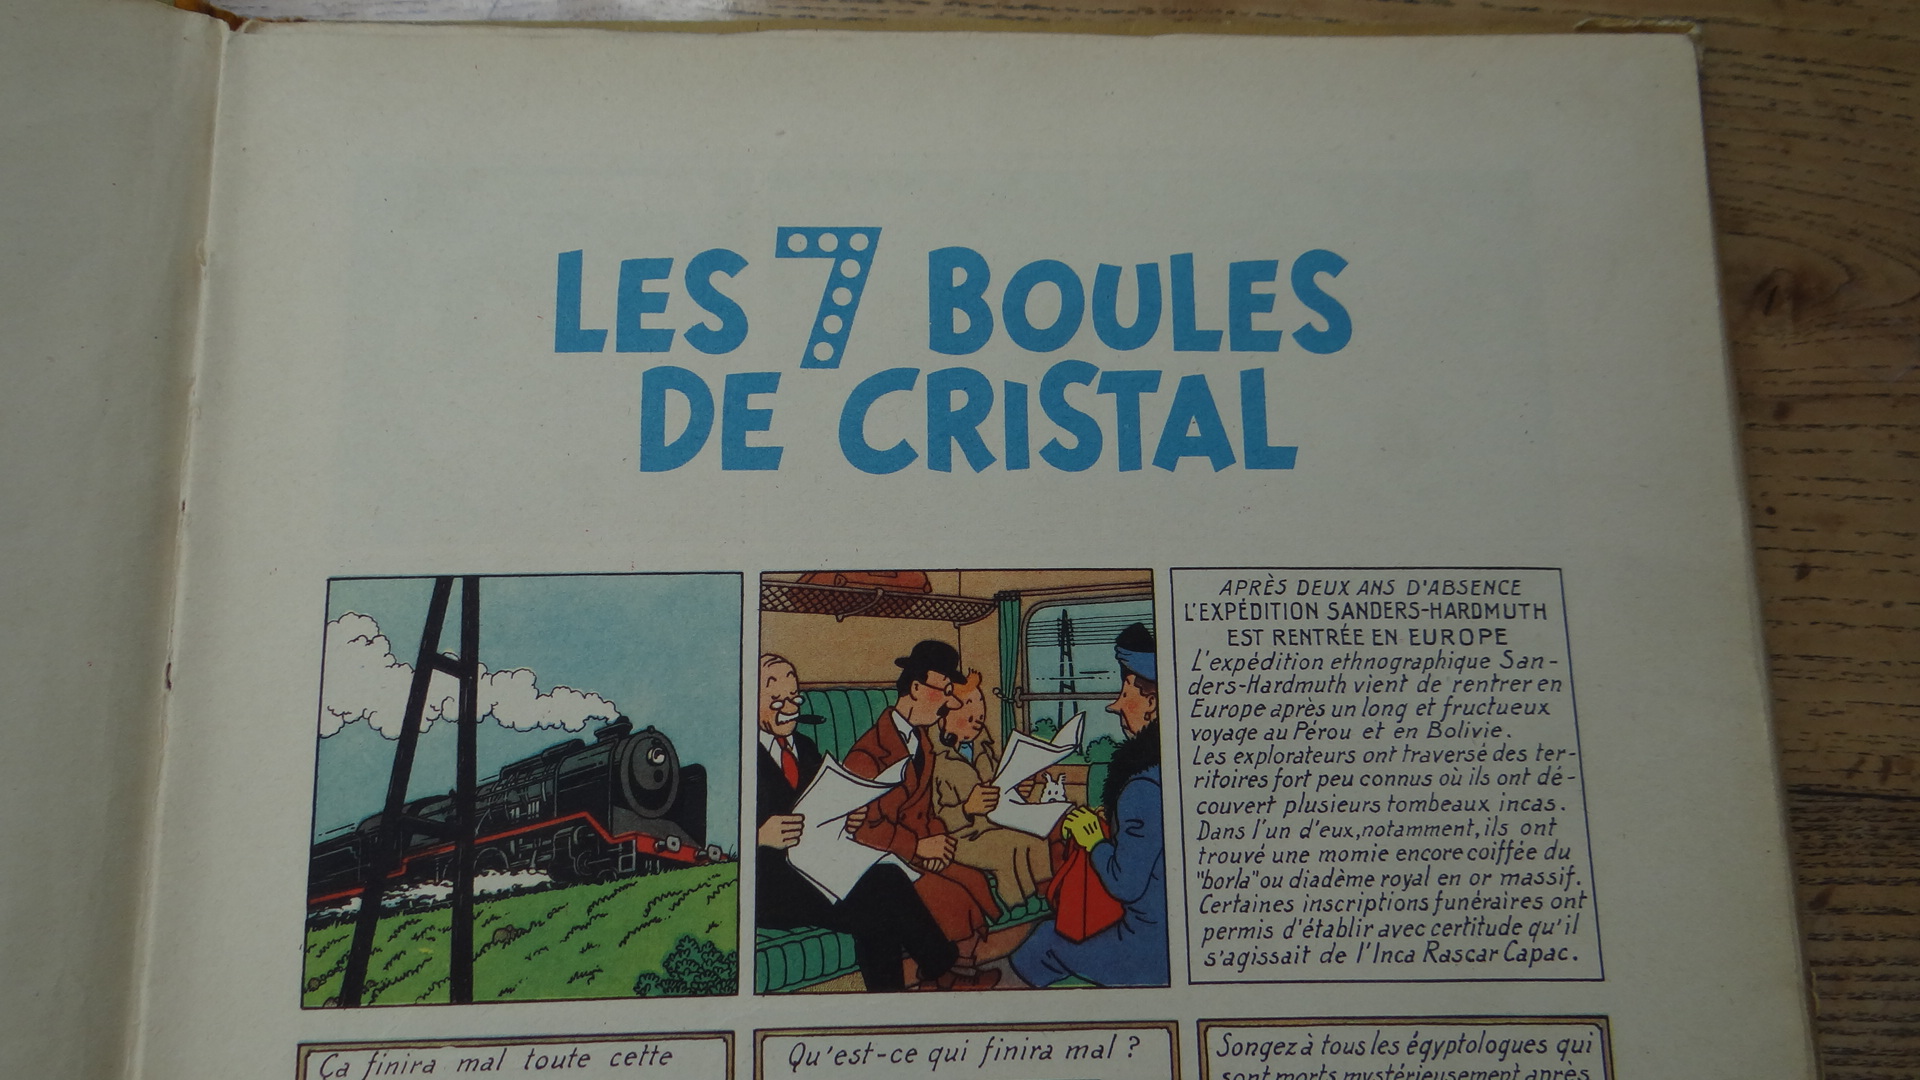 LES 7 BOULES
DE CRISTAL
APRÈS DEUX ANS D'ABSENCE
L'EXPÉDITION SANDERS-HARDMUTH
EST RENTRÉE EN EUROPE
L'expédition ethnographique San-
ders-Hardmuth vient de rentrer en
Europe après un long et fructueux
voyage au Pérou et en Bolivie.
Les explorateurs ont traversé des ter-
ritoires fort peu connus où ils ont dé-
couvert plusieurs tombeaux incas.
Dans l'un d'eux, notamment, ils ont
trouvé une momie encore coiffée du
"borla" ou diadème royal en or massif.
Certaines inscriptions funéraires ont
permis d'établir avec certitude qu'il
s'agissait de l'Inca Rascar Capac.
Ça finira mal toute cette
Qu'est-ce qui finira mal ?
Songez à tous les égyptologues qui
sont morts mystérieusement après